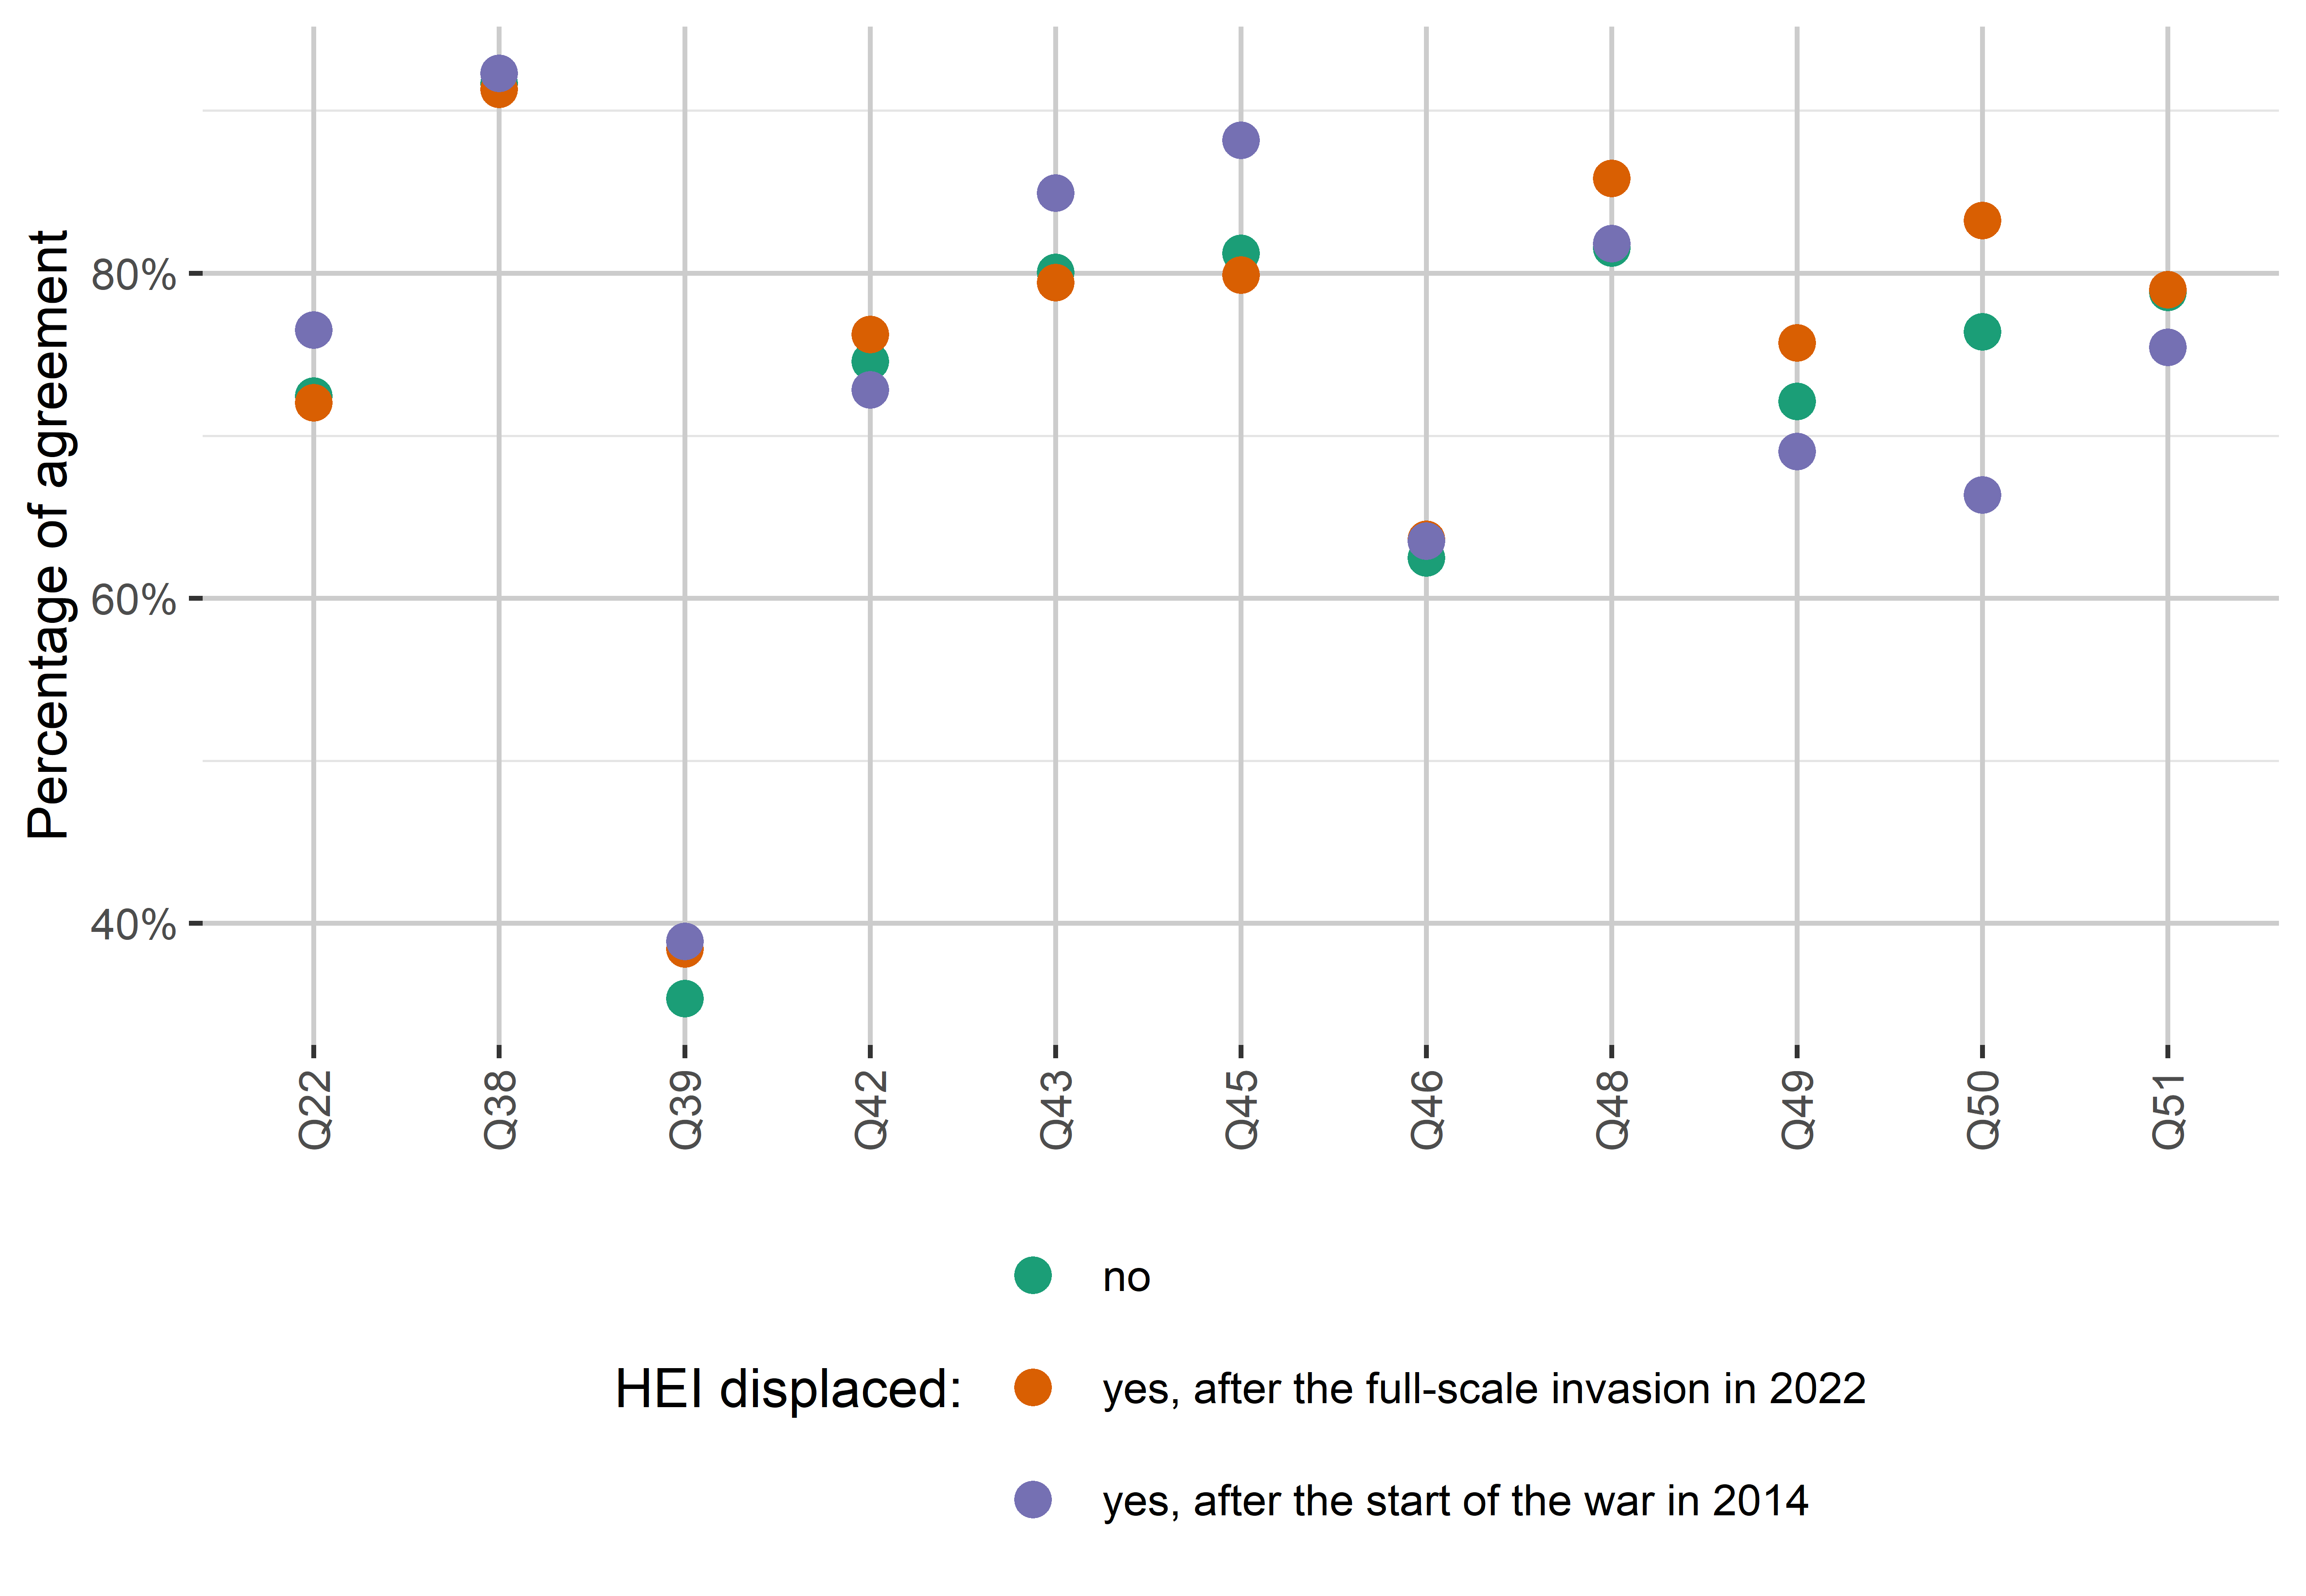 Percentage of agreement
80%
60%
40%
Q22
Q38
Q39
Q42
Q43
Q45
Q46
Q48
Q49
Q50
Q51
HEI displaced:
no
yes, after the full-scale invasion in 2022
yes, after the start of the war in 2014